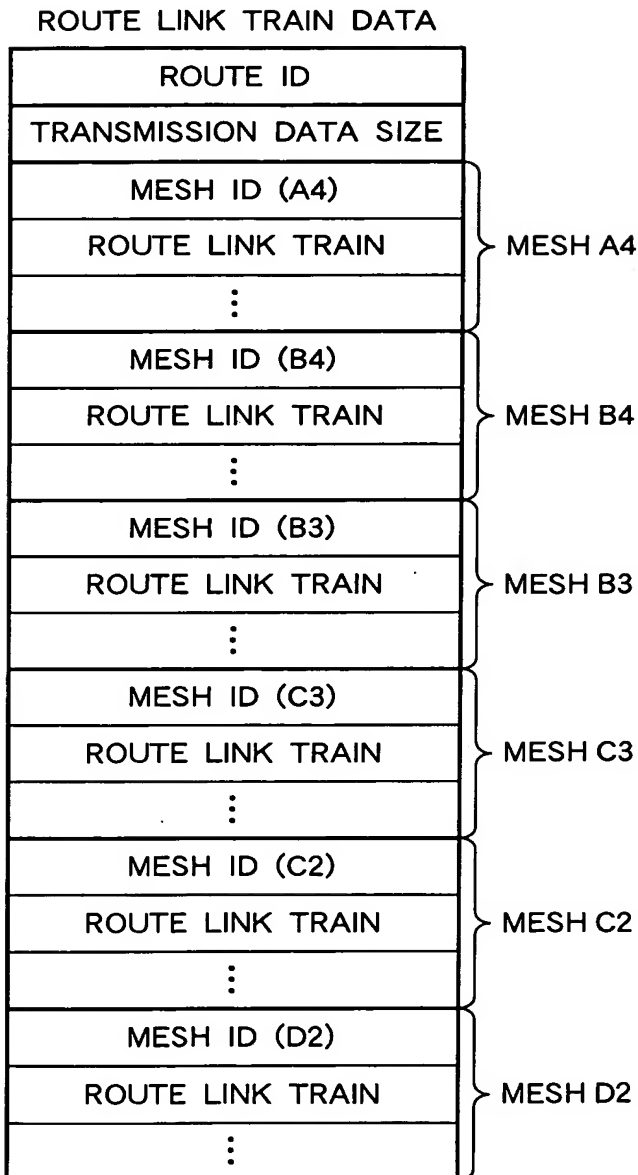 ROUTE LINK TRAIN DATA
ROUTE ID
TRANSMISSION DATA SIZE
MESH ID (A4)
ROUTE LINK TRAIN
⋮
MESH A4
MESH ID (B4)
ROUTE LINK TRAIN
⋮
MESH B4
MESH ID (B3)
ROUTE LINK TRAIN
⋮
MESH B3
MESH ID (C3)
ROUTE LINK TRAIN
⋮
MESH C3
MESH ID (C2)
ROUTE LINK TRAIN
⋮
MESH C2
MESH ID (D2)
ROUTE LINK TRAIN
⋮
MESH D2